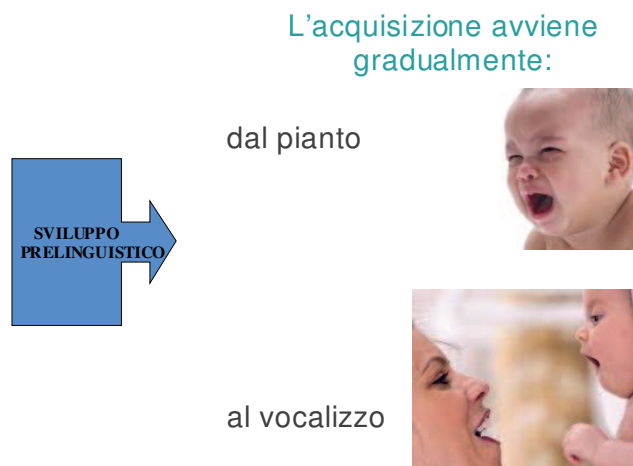 L'acquisizione avviene
gradualmente:
dal pianto
SVILUPPO
PRELINGUISTICO
al vocalizzo